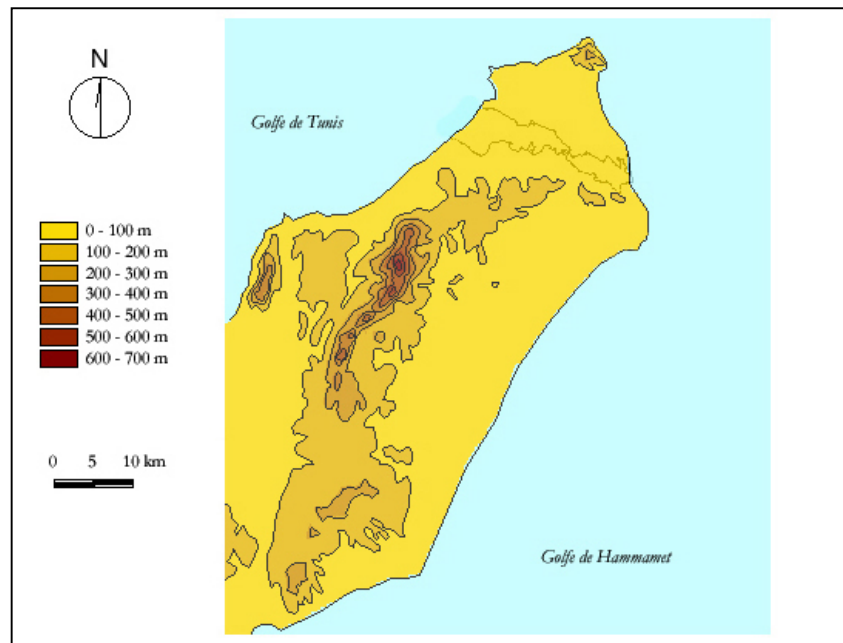 N
Golfe de Tunis
0 - 100 m
100 - 200 m
200 - 300 m
300 - 400 m
400 - 500 m
500 - 600 m
600 - 700 m
0 5 10 km
Golfe de Hammamet